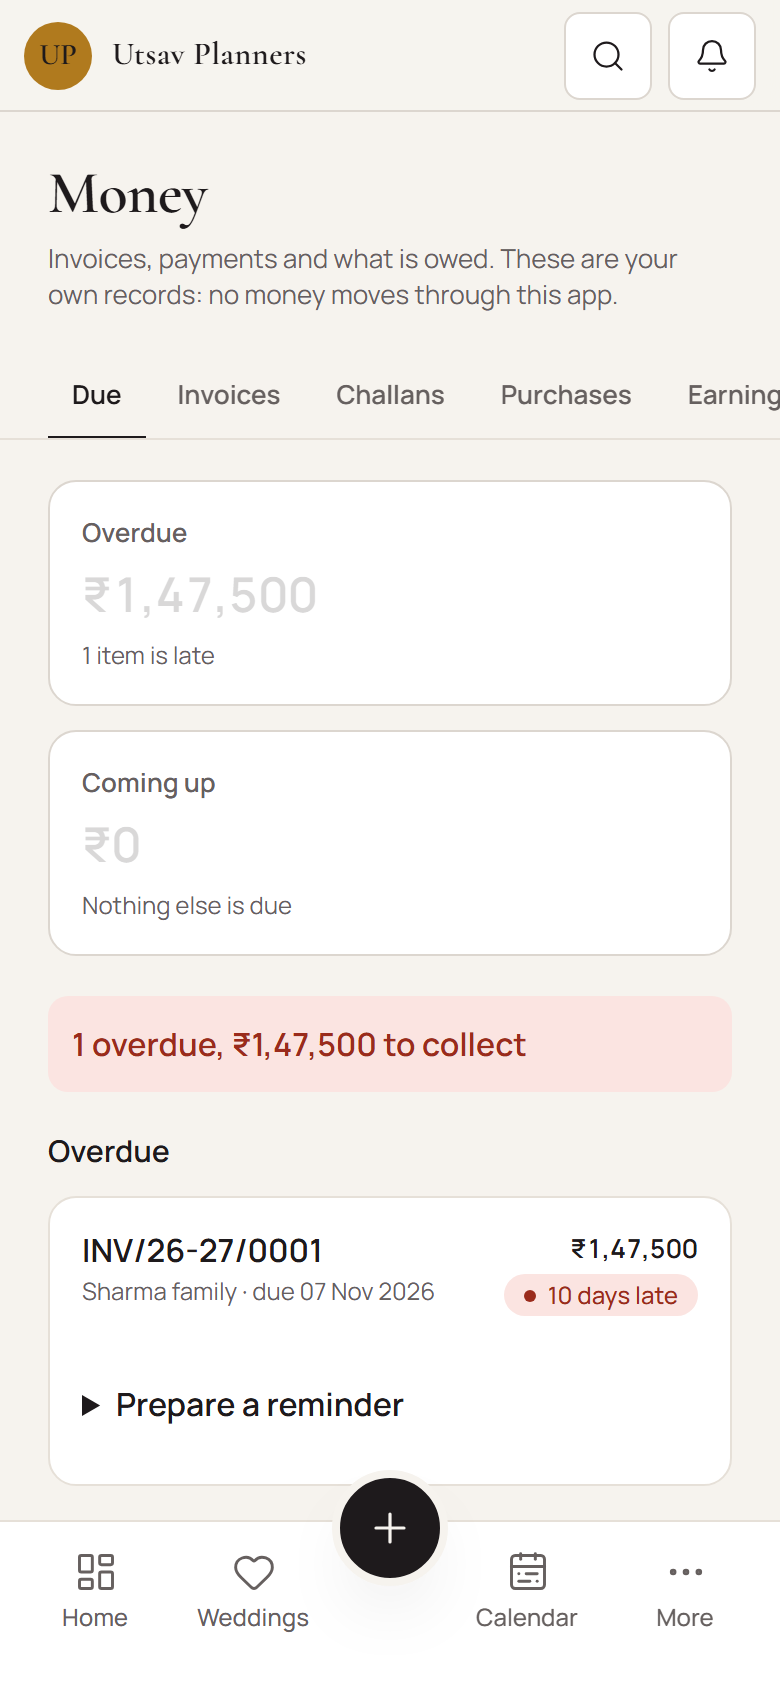 UP
Utsav Planners
Money
Invoices, payments and what is owed. These are your
own records: no money moves through this app.
Due
Invoices
Challans
Purchases
Earning
Overdue
₹1,47,500
1 item is late
Coming up
₹0
Nothing else is due
1 overdue, ₹1,47,500 to collect
Overdue
INV/26-27/0001
₹1,47,500
Sharma family · due 07 Nov 2026
10 days late
Prepare a reminder
Home
Weddings
Calendar
More